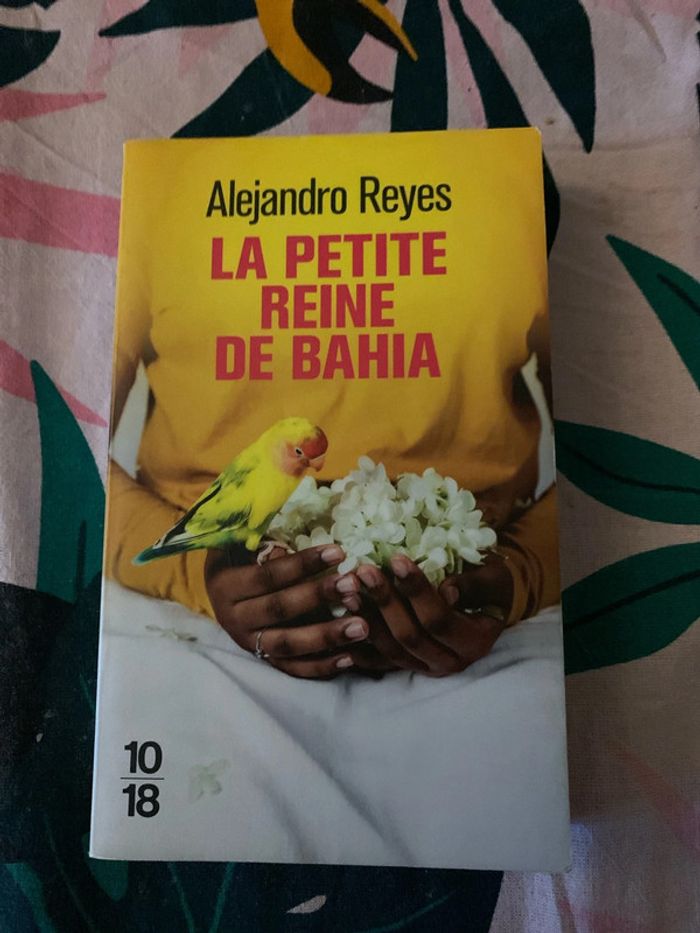 Alejandro Reyes
LA PETITE
REINE
DE BAHIA
10
18